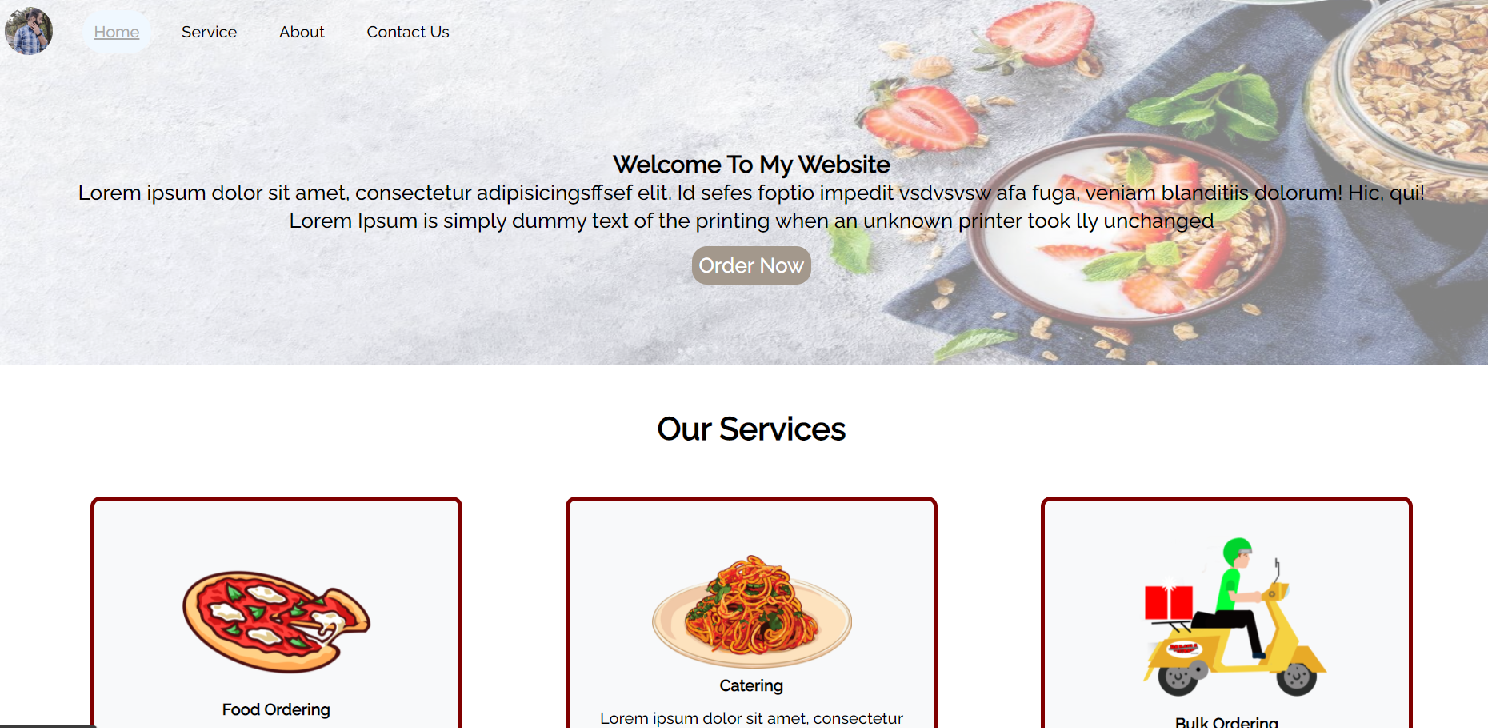 Home Service About Contact Us
Welcome To My Website
Lorem ipsum dolor sit amet, consectetur adipisicingsffsef elit. Id sefes foptio impedit vsdvsvsw afa fuga, veniam blanditiis dolorum! Hic, qui!
Lorem Ipsum is simply dummy text of the printing when an unknown printer took lly unchanged
Order Now
Our Services
Food Ordering
Catering
Lorem ipsum dolor sit amet, consectetur
Bulk Ordering